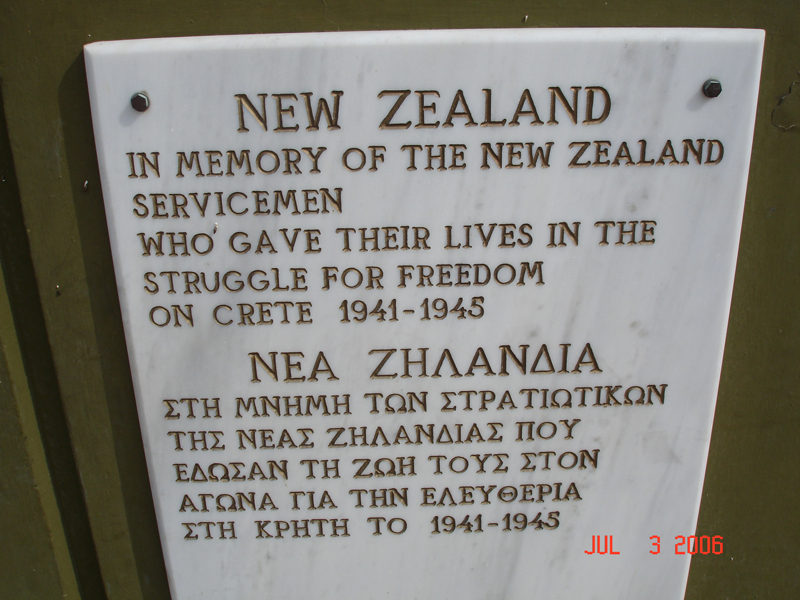 NEW ZEALAND
IN MEMORY OF THE NEW ZEALAND
SERVICEMEN
WHO GAVE THEIR LIVES IN THE
STRUGGLE FOR FREEDOM
ON CRETE 1941-1945
ΝΕΑ ΖΗΛΑΝΔΙΑ
ΣΤΗ ΜΝΗΜΗ ΤΩΝ ΣΤΡΑΤΙΩΤΙΚΩΝ
ΤΗΣ ΝΕΑΣ ΖΗΛΑΝΔΙΑΣ ΠΟΥ
ΕΔΩΣΑΝ ΤΗ ΖΩΗ ΤΟΥΣ ΣΤΟΝ
ΑΓΩΝΑ ΓΙΑ ΤΗΝ ΕΛΕΥΘΕΡΙΑ
ΣΤΗ ΚΡΗΤΗ ΤΟ 1941-1945
JUL 3 2006